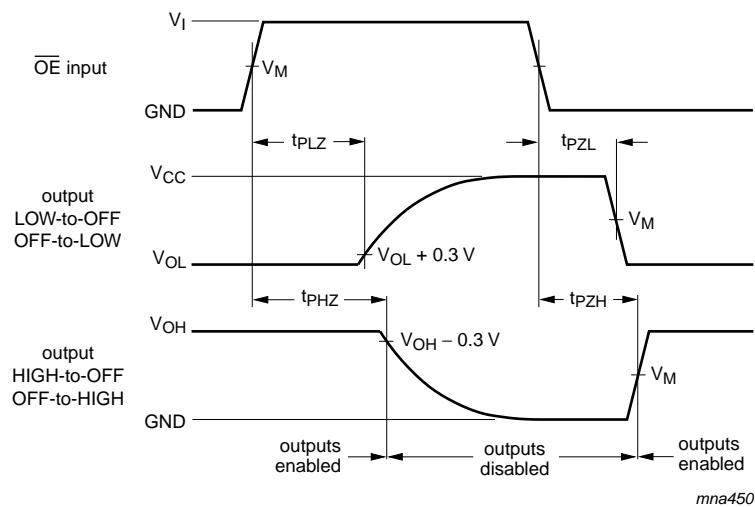 V_I
OE input
V_M
GND
t_PLZ
t_PZL
V_CC
output
LOW-to-OFF
OFF-to-LOW
V_M
V_OL
V_OL + 0.3 V
t_PHZ
t_PZH
V_OH
V_OH − 0.3 V
output
HIGH-to-OFF
OFF-to-HIGH
V_M
GND
outputs
enabled
outputs
disabled
outputs
enabled
mna450